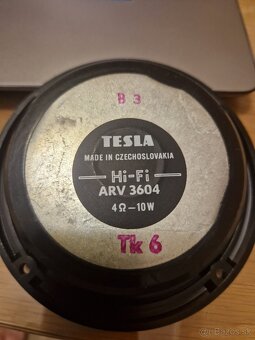 B 3
TESLA
MADE IN CZECHOSLOVAKIA
Hi-Fi
ARV 3604
4Ω-10W
Tk 6